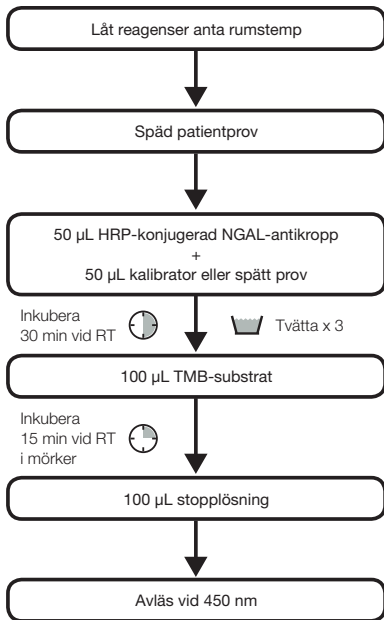 Låt reagenser anta rumstemp
Späd patientprov
50 µL HRP-konjugerad NGAL-antikropp
+
50 µL kalibrator eller spätt prov
Inkubera
30 min vid RT
Tvätta x 3
100 µL TMB-substrat
Inkubera
15 min vid RT
i mörker
100 µL stopplösning
Avläs vid 450 nm